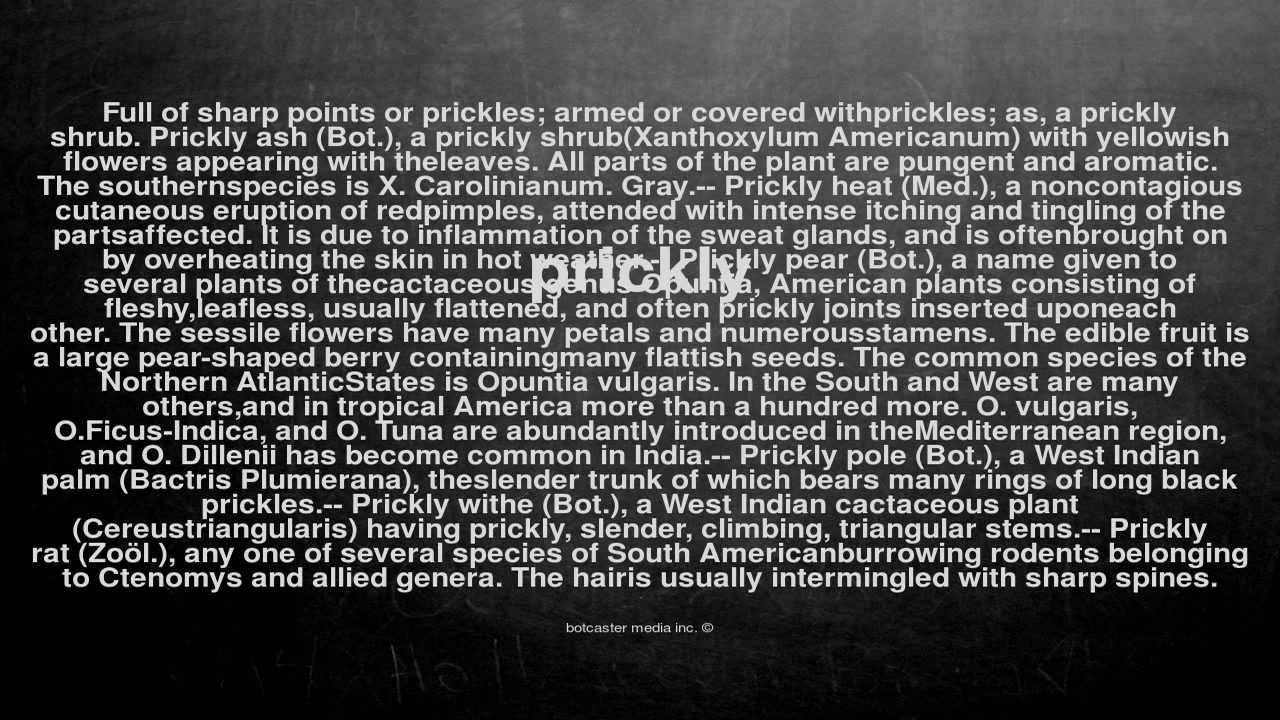 Full of sharp points or prickles; armed or covered withprickles; as, a prickly
shrub. Prickly ash (Bot.), a prickly shrub(Xanthoxylum Americanum) with yellowish
flowers appearing with theleaves. All parts of the plant are pungent and aromatic.
The southernspecies is X. Carolinianum. Gray.-- Prickly heat (Med.), a noncontagious
cutaneous eruption of redpimples, attended with intense itching and tingling of the
partsaffected. It is due to inflammation of the sweat glands, and is oftenbrought on
by overheating the skin in hot weather.-- Prickly pear (Bot.), a name given to
prickly
several plants of thecactaceous genus Opuntia, American plants consisting of
fleshy,leafless, usually flattened, and often prickly joints inserted uponeach
other. The sessile flowers have many petals and numerousstamens. The edible fruit is
a large pear-shaped berry containingmany flattish seeds. The common species of the
Northern AtlanticStates is Opuntia vulgaris. In the South and West are many
others,and in tropical America more than a hundred more. O. vulgaris,
O.Ficus-Indica, and O. Tuna are abundantly introduced in theMediterranean region,
and O. Dillenii has become common in India.-- Prickly pole (Bot.), a West Indian
palm (Bactris Plumierana), theslender trunk of which bears many rings of long black
prickles.-- Prickly withe (Bot.), a West Indian cactaceous plant
(Cereustriangularis) having prickly, slender, climbing, triangular stems.-- Prickly
rat (Zoöl.), any one of several species of South Americanburrowing rodents belonging
to Ctenomys and allied genera. The hairis usually intermingled with sharp spines.
botcaster media inc. ©